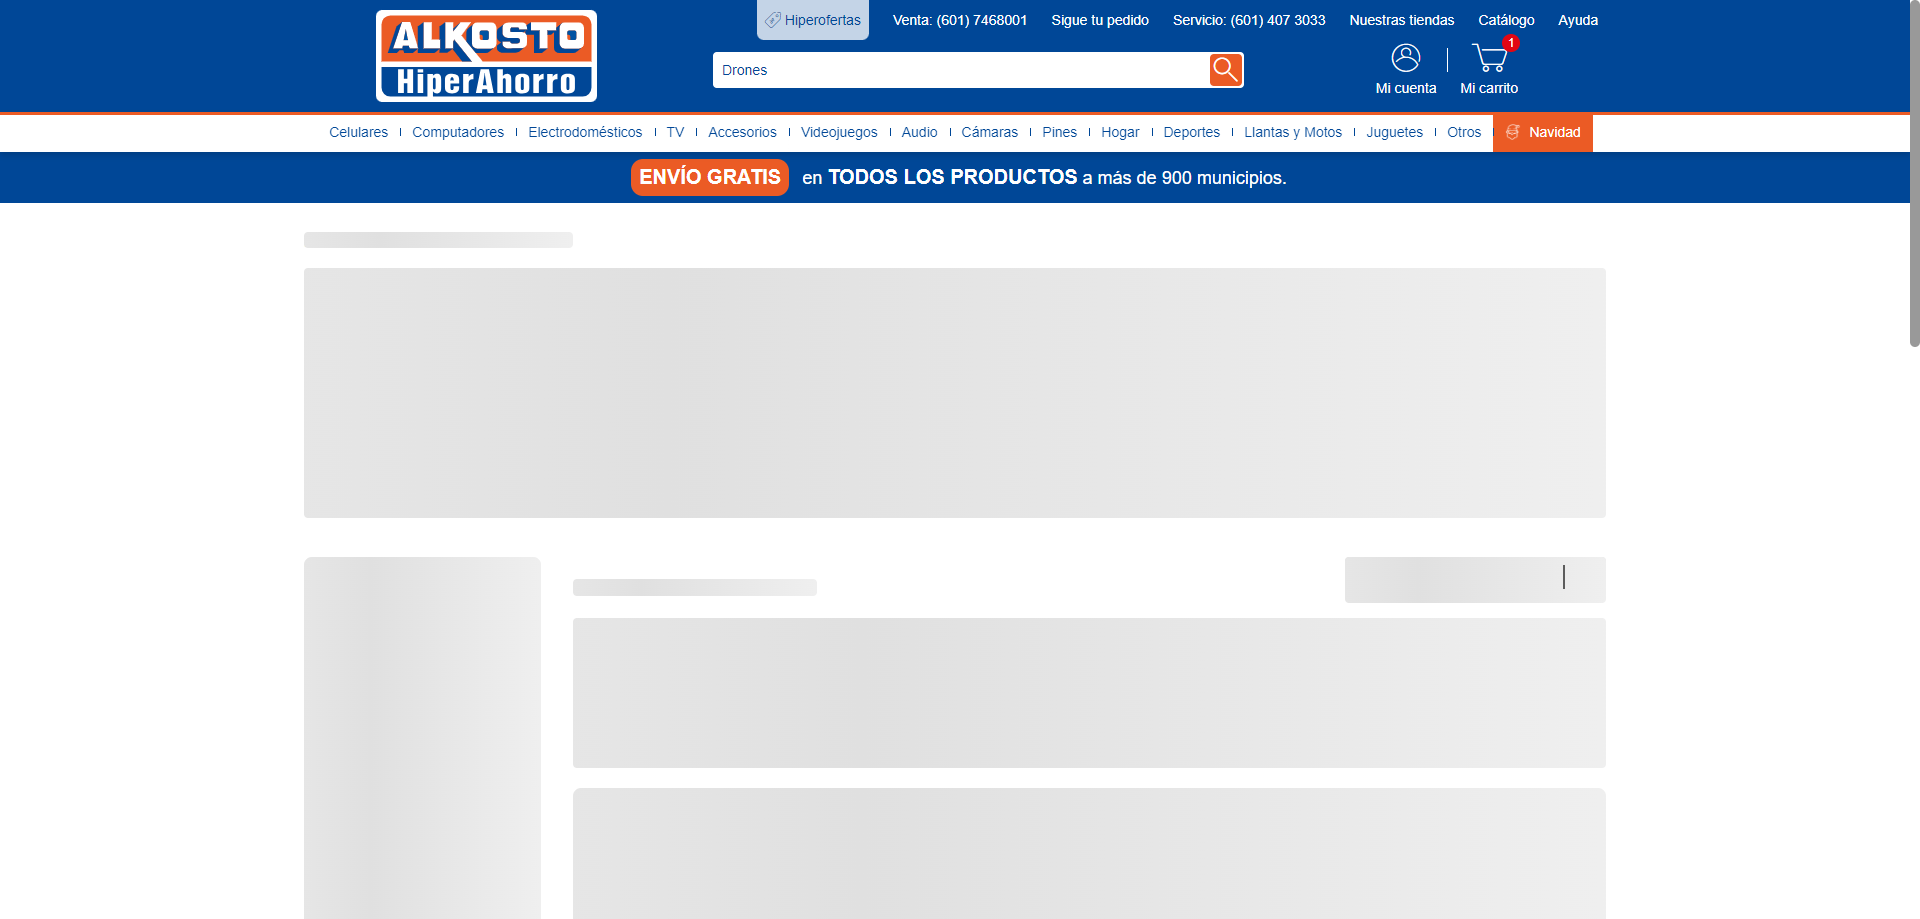 ALKOSTO
HiperAhorro
Hiperofertas
Venta: (601) 7468001
Sigue tu pedido
Servicio: (601) 407 3033
Nuestras tiendas
Catálogo
Ayuda
Drones
Mi cuenta
1
Mi carrito
Celulares
Computadores
Electrodomésticos
TV
Accesorios
Videojuegos
Audio
Cámaras
Pines
Hogar
Deportes
Llantas y Motos
Juguetes
Otros
Navidad
ENVÍO GRATIS en TODOS LOS PRODUCTOS a más de 900 municipios.